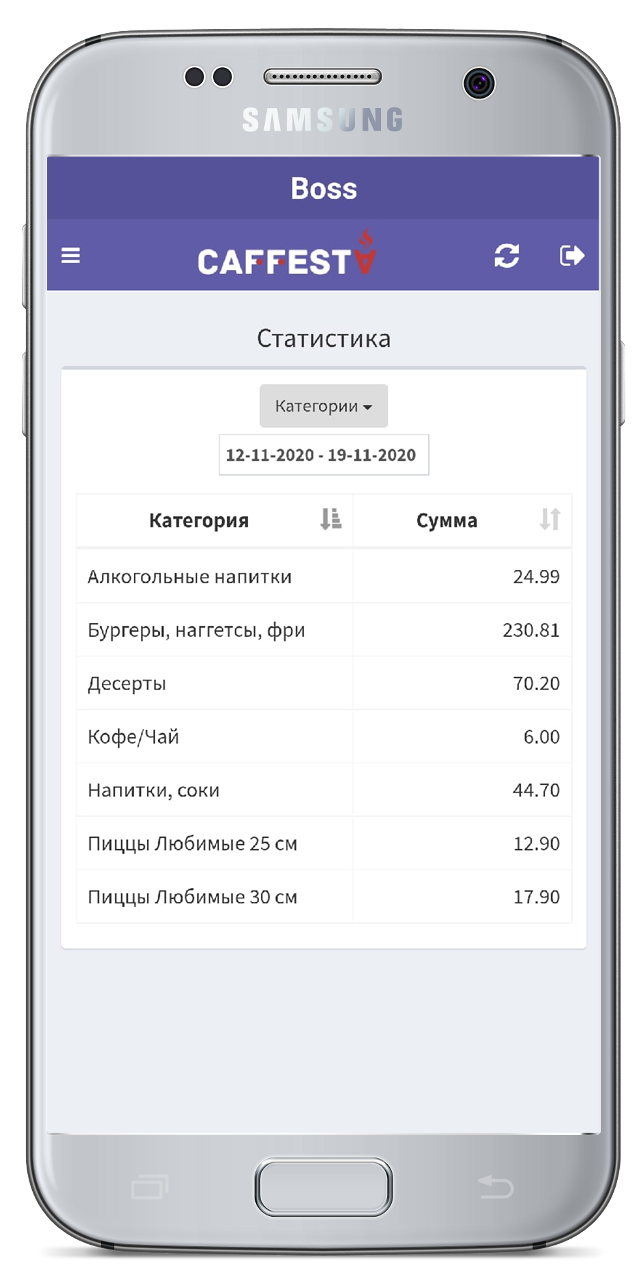 SAMSUNG
Boss
CAFFESTA
Статистика
Категории
12-11-2020 - 19-11-2020
Категория Сумма
Алкогольные напитки 24.99
Бургеры, наггетсы, фри 230.81
Десерты 70.20
Кофе/Чай 6.00
Напитки, соки 44.70
Пиццы Любимые 25 см 12.90
Пиццы Любимые 30 см 17.90